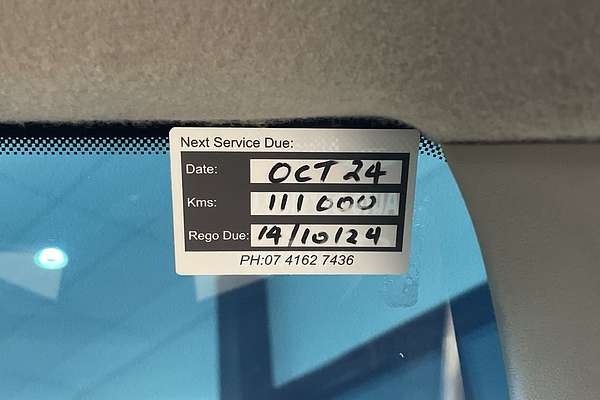 Next Service Due:
Date: OCT 24
Kms: 111 000
Rego Due: 14/10/24
PH:07 4162 7436